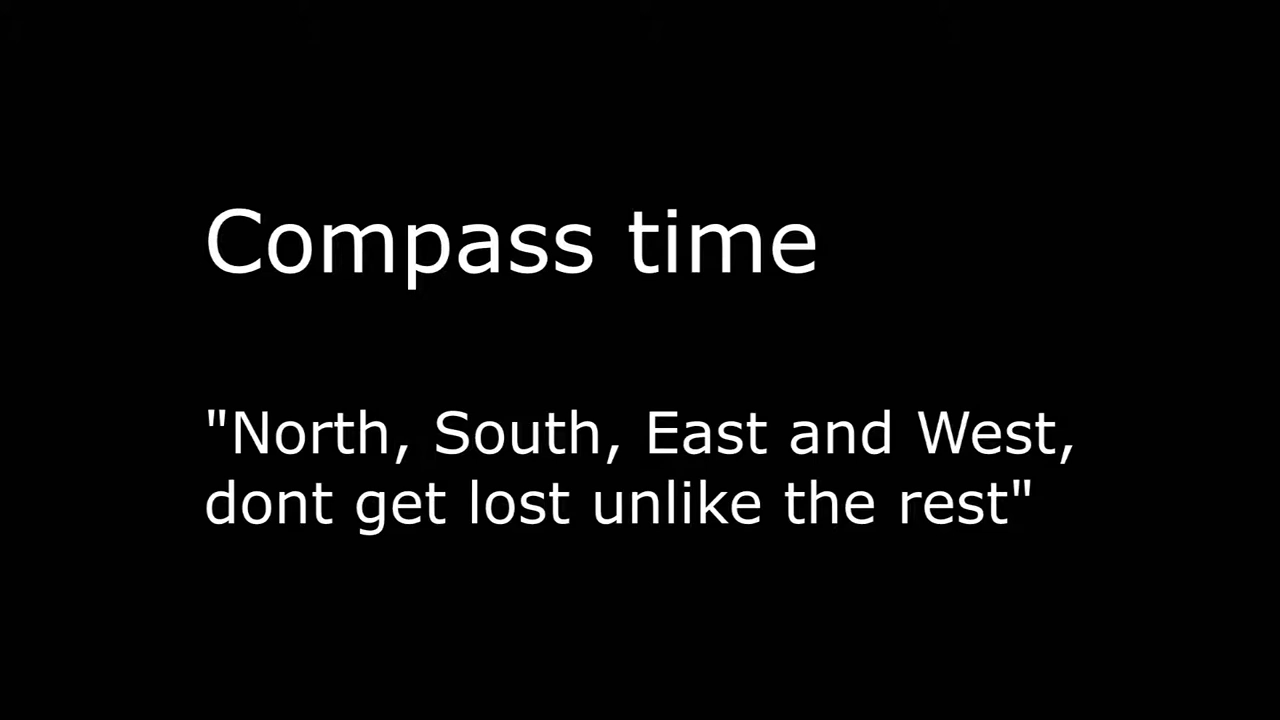 Compass time
"North, South, East and West,
dont get lost unlike the rest"